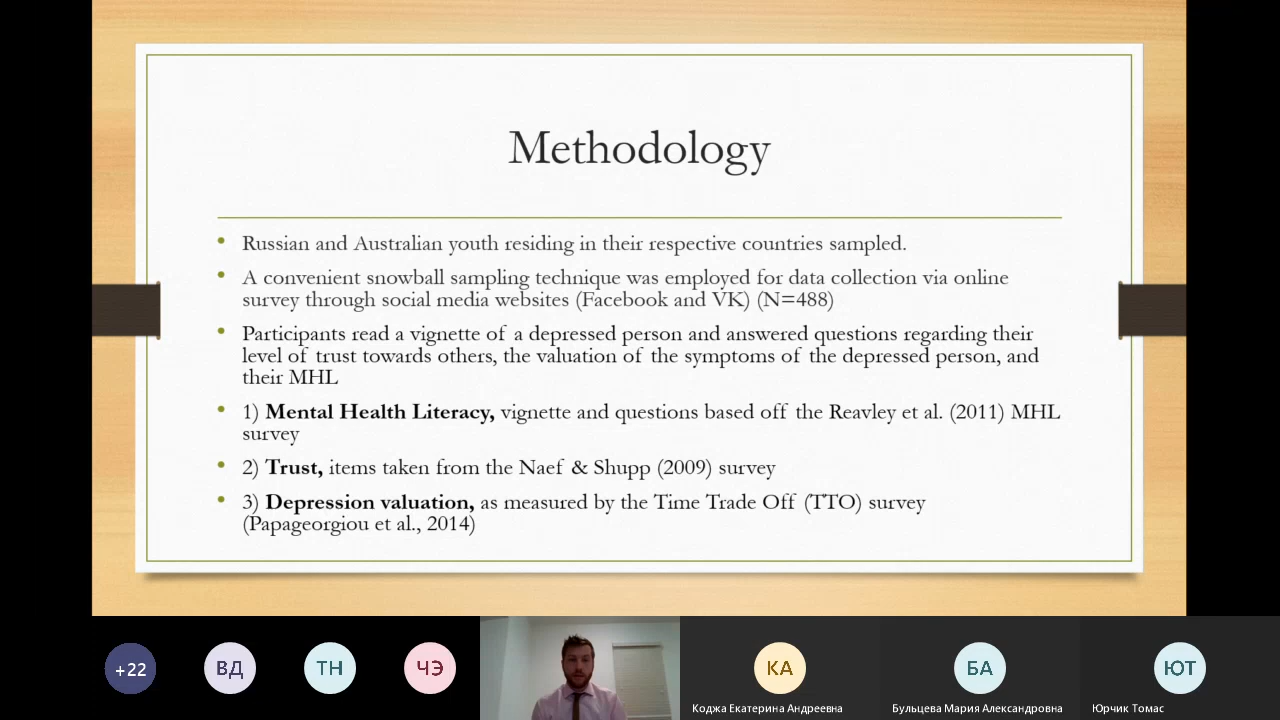 Methodology
Russian and Australian youth residing in their respective countries sampled.
A convenient snowball sampling technique was employed for data collection via online
survey through social media websites (Facebook and VK) (N=488)
Participants read a vignette of a depressed person and answered questions regarding their
level of trust towards others, the valuation of the symptoms of the depressed person, and
their MHL
1) Mental Health Literacy, vignette and questions based off the Reavley et al. (2011) MHL
survey
2) Trust, items taken from the Naef & Shupp (2009) survey
3) Depression valuation, as measured by the Time Trade Off (TTO) survey
(Papageorgiou et al., 2014)
+22
ВД
ТН
ЧЭ
КА
БА
ЮТ
Коджа Екатерина Андреевна
Бульцева Мария Александровна
Юрчик Томас